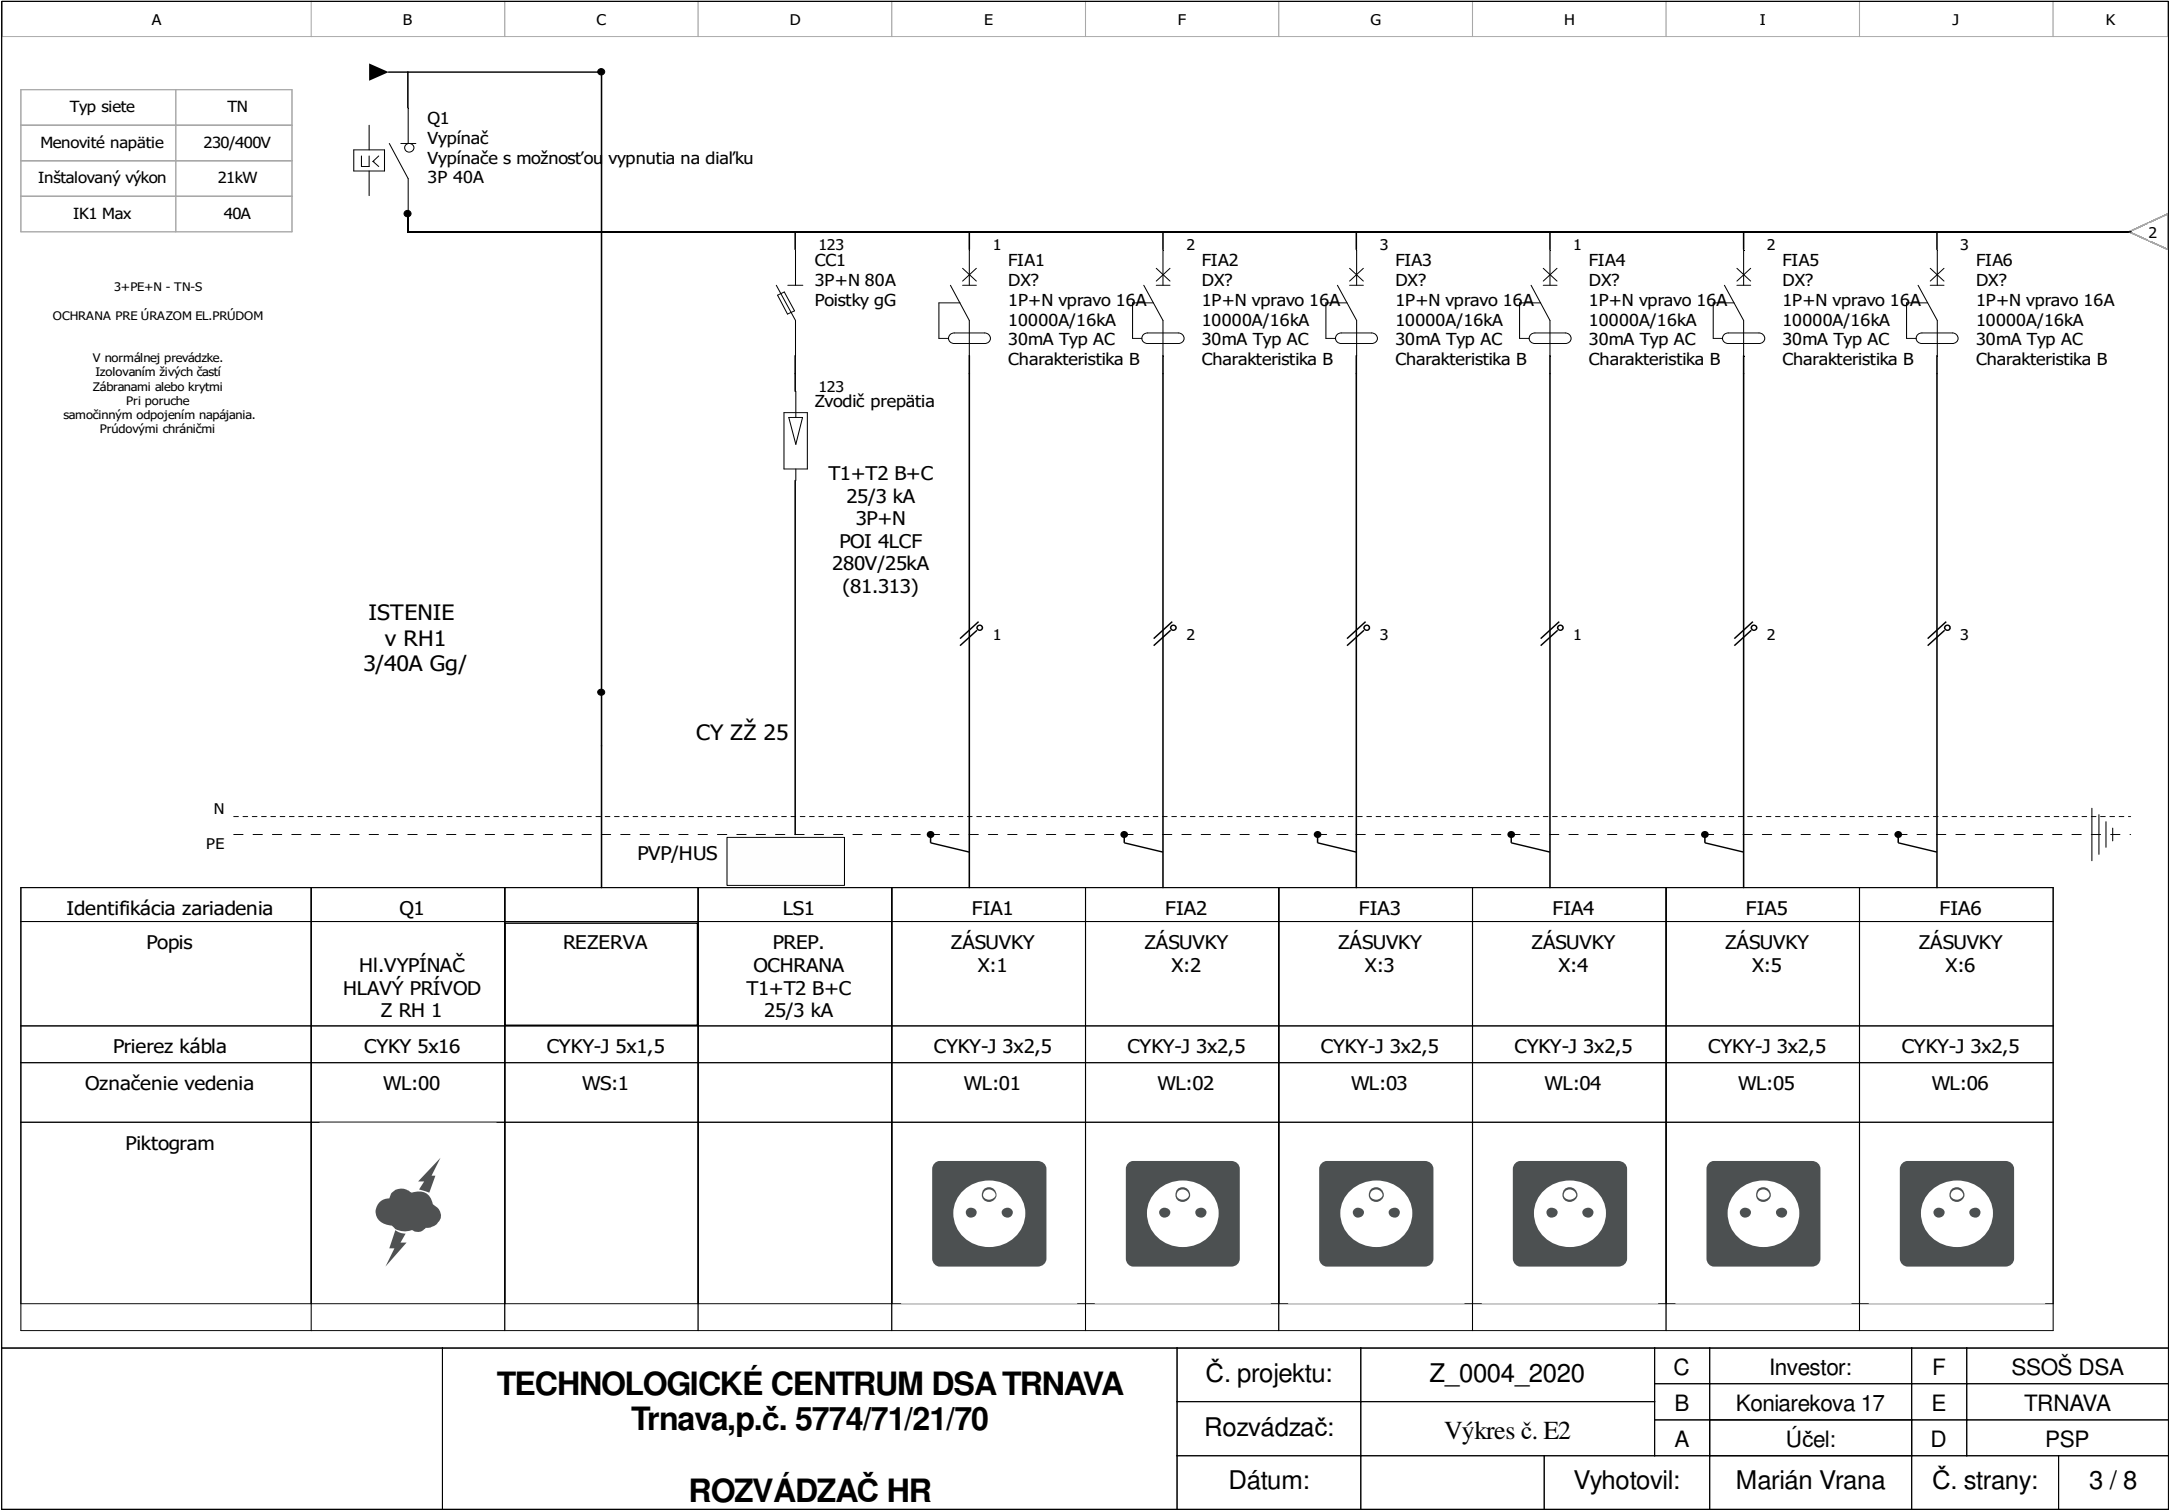 A B C D E F G H I J K
Typ siete TN
Menovité napätie 230/400V
Inštalovaný výkon 21kW
IK1 Max 40A
3+PE+N - TN-S
OCHRANA PRE ÚRAZOM EL.PRÚDOM
V normálnej prevádzke.
Izolovaním živých častí
Zábranami alebo krytmi
Pri poruche
samočinným odpojením napájania.
Prúdovými chráničmi
Q1
Vypínač
Vypínače s možnosťou vypnutia na diaľku
3P 40A
U<
2
123
CC1
3P+N 80A
Poistky gG
123
Zvodič prepätia
T1+T2 B+C
25/3 kA
3P+N
POI 4LCF
280V/25kA
(81.313)
1
FIA1
DX?
1P+N vpravo 16A
10000A/16kA
30mA Typ AC
Charakteristika B
2
FIA2
DX?
1P+N vpravo 16A
10000A/16kA
30mA Typ AC
Charakteristika B
3
FIA3
DX?
1P+N vpravo 16A
10000A/16kA
30mA Typ AC
Charakteristika B
1
FIA4
DX?
1P+N vpravo 16A
10000A/16kA
30mA Typ AC
Charakteristika B
2
FIA5
DX?
1P+N vpravo 16A
10000A/16kA
30mA Typ AC
Charakteristika B
3
FIA6
DX?
1P+N vpravo 16A
10000A/16kA
30mA Typ AC
Charakteristika B
ISTENIE
v RH1
3/40A Gg/
1 2 3 1 2 3
CY ZŽ 25
N
PE
PVP/HUS
Identifikácia zariadenia Q1 LS1 FIA1 FIA2 FIA3 FIA4 FIA5 FIA6
Popis
Hl.VYPÍNAČ
HLAVÝ PRÍVOD
Z RH 1
REZERVA
PREP.
OCHRANA
T1+T2 B+C
25/3 kA
ZÁSUVKY
X:1
ZÁSUVKY
X:2
ZÁSUVKY
X:3
ZÁSUVKY
X:4
ZÁSUVKY
X:5
ZÁSUVKY
X:6
Prierez kábla CYKY 5x16 CYKY-J 5x1,5 CYKY-J 3x2,5 CYKY-J 3x2,5 CYKY-J 3x2,5 CYKY-J 3x2,5 CYKY-J 3x2,5 CYKY-J 3x2,5
Označenie vedenia WL:00 WS:1 WL:01 WL:02 WL:03 WL:04 WL:05 WL:06
Piktogram
TECHNOLOGICKÉ CENTRUM DSA TRNAVA
Trnava,p.č. 5774/71/21/70
ROZVÁDZAČ HR
Č. projektu: Z_0004_2020
Rozvádzač: Výkres č. E2
C Investor: F SSOŠ DSA
B Koniarekova 17 E TRNAVA
A Účel: D PSP
Dátum: Vyhotovil: Marián Vrana Č. strany: 3 / 8